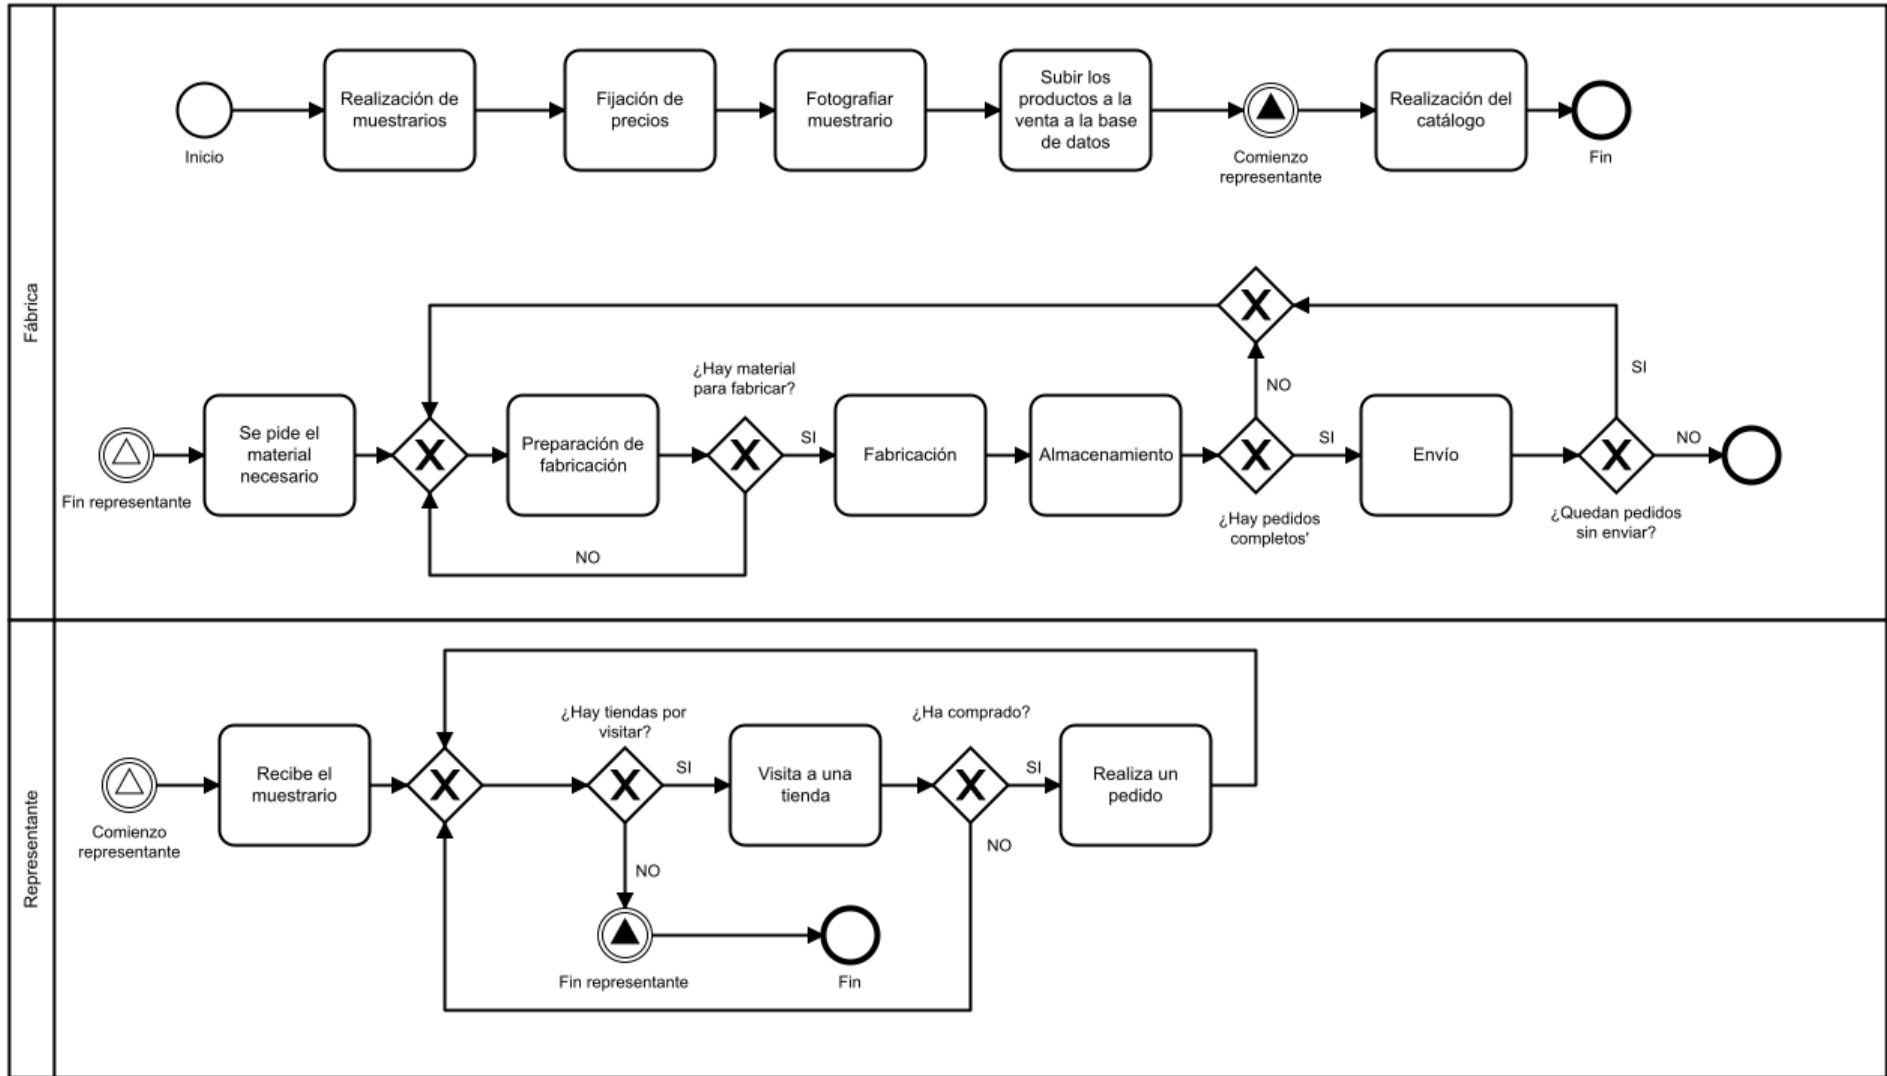 Fábrica
Realización de
muestrarios
Fijación de
precios
Fotografiar
muestrario
Subir los
productos a la
venta a la base
de datos
Realización del
catálogo
Inicio
Comienzo
representante
Fin
¿Hay material
para fabricar?
SI
NO
Se pide el
material
necesario
Preparación de
fabricación
SI
Fabricación
Almacenamiento
SI
Envío
NO
Fin representante
¿Hay pedidos
completos'
¿Quedan pedidos
sin enviar?
NO
Representante
¿Hay tiendas por
visitar?
¿Ha comprado?
Recibe el
muestrario
SI
Visita a una
tienda
SI
Realiza un
pedido
Comienzo
representante
NO
NO
Fin representante
Fin